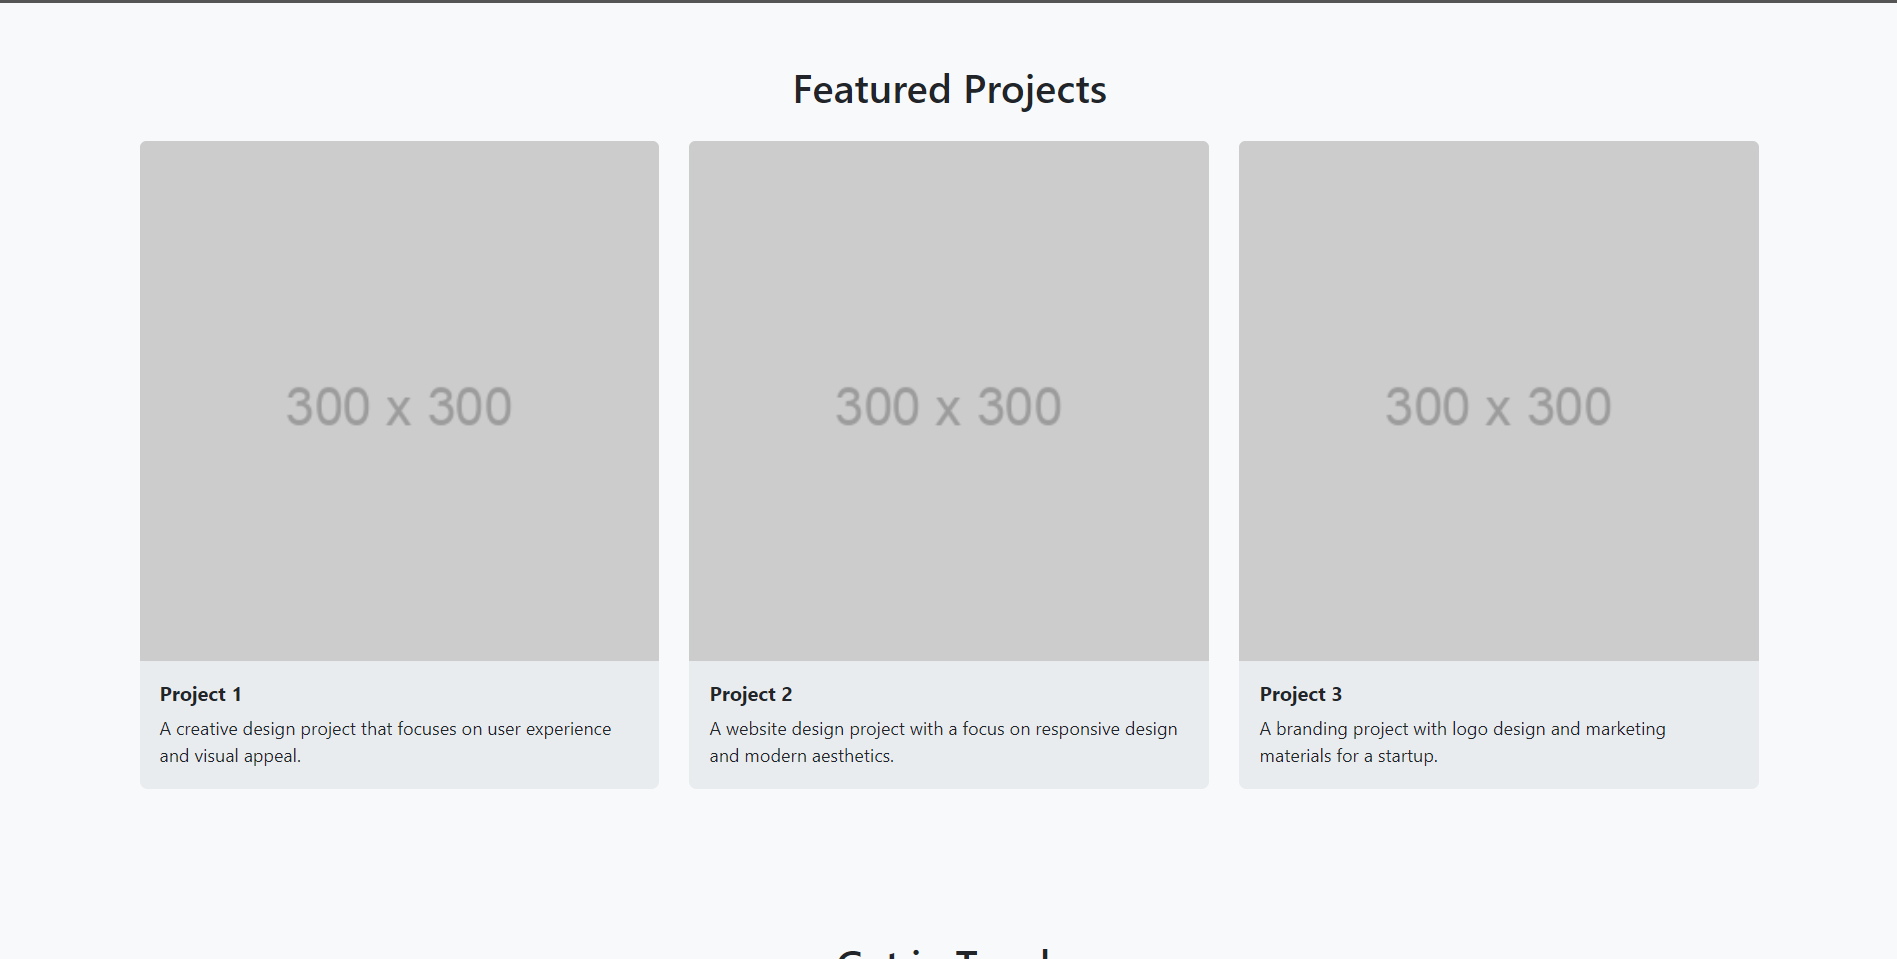 Featured Projects
300 x 300
300 x 300
300 x 300
Project 1
A creative design project that focuses on user experience
and visual appeal.
Project 2
A website design project with a focus on responsive design
and modern aesthetics.
Project 3
A branding project with logo design and marketing
materials for a startup.